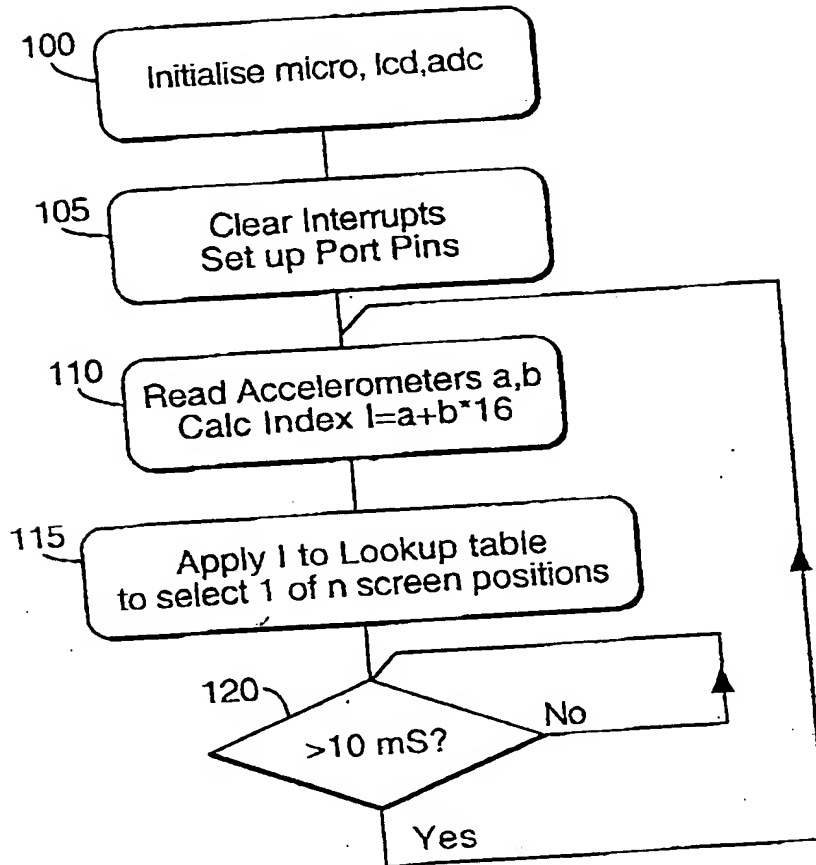 100
Initialise micro, lcd,adc
105
Clear Interrupts
Set up Port Pins
110
Read Accelerometers a,b
Calc Index I=a+b*16
115
Apply I to Lookup table
to select 1 of n screen positions
120
>10 mS?
No
Yes